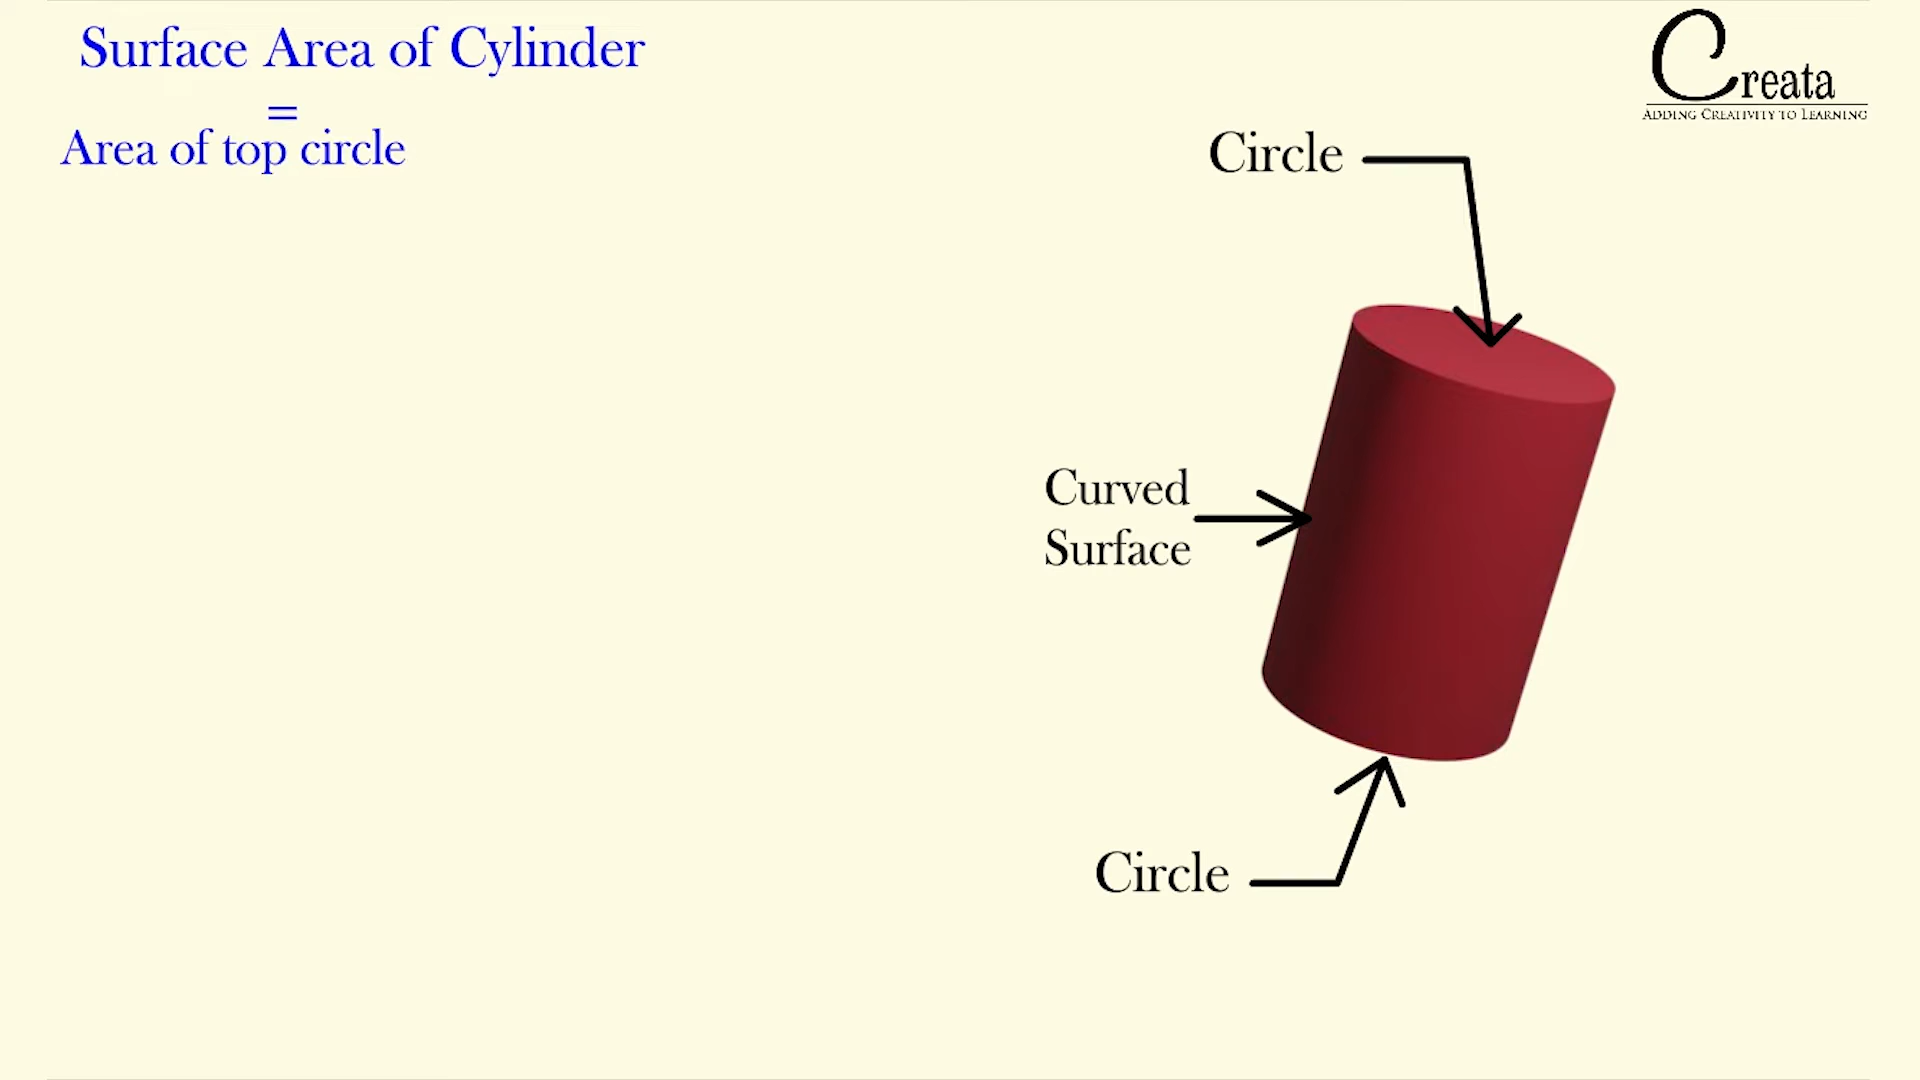 Surface Area of Cylinder
=
Area of top circle
Creata
Adding Creativity to Learning
Circle
Curved
Surface
Circle